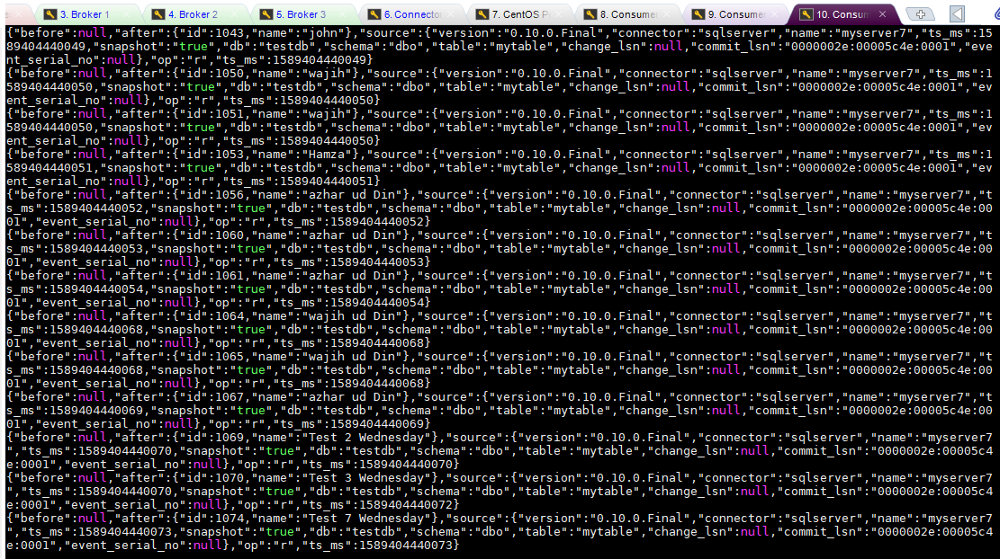 3. Broker 1 4. Broker 2 5. Broker 3 6. Connector 7. CentOS P 8. Consumer 9. Consumer 10. Consum
{"before":null,"after":{"id":1043,"name":"john"},"source":{"version":"0.10.0.Final","connector":"sqlserver","name":"myserver7","ts_ms":15
89404440049,"snapshot":"true","db":"testdb","schema":"dbo","table":"mytable","change_lsn":null,"commit_lsn":"0000002e:00005c4e:0001","eve
nt_serial_no":null},"op":"r","ts_ms":1589404440049}
{"before":null,"after":{"id":1050,"name":"wajih"},"source":{"version":"0.10.0.Final","connector":"sqlserver","name":"myserver7","ts_ms":1
589404440050,"snapshot":"true","db":"testdb","schema":"dbo","table":"mytable","change_lsn":null,"commit_lsn":"0000002e:00005c4e:0001","ev
ent_serial_no":null},"op":"r","ts_ms":1589404440050}
{"before":null,"after":{"id":1051,"name":"wajih"},"source":{"version":"0.10.0.Final","connector":"sqlserver","name":"myserver7","ts_ms":1
589404440050,"snapshot":"true","db":"testdb","schema":"dbo","table":"mytable","change_lsn":null,"commit_lsn":"0000002e:00005c4e:0001","ev
ent_serial_no":null},"op":"r","ts_ms":1589404440050}
{"before":null,"after":{"id":1053,"name":"Hamza"},"source":{"version":"0.10.0.Final","connector":"sqlserver","name":"myserver7","ts_ms":1
589404440051,"snapshot":"true","db":"testdb","schema":"dbo","table":"mytable","change_lsn":null,"commit_lsn":"0000002e:00005c4e:0001","ev
ent_serial_no":null},"op":"r","ts_ms":1589404440051}
{"before":null,"after":{"id":1056,"name":"azhar ud Din"},"source":{"version":"0.10.0.Final","connector":"sqlserver","name":"myserver7","t
s_ms":1589404440052,"snapshot":"true","db":"testdb","schema":"dbo","table":"mytable","change_lsn":null,"commit_lsn":"0000002e:00005c4e:00
01","event_serial_no":null},"op":"r","ts_ms":1589404440052}
{"before":null,"after":{"id":1060,"name":"azhar ud Din"},"source":{"version":"0.10.0.Final","connector":"sqlserver","name":"myserver7","t
s_ms":1589404440053,"snapshot":"true","db":"testdb","schema":"dbo","table":"mytable","change_lsn":null,"commit_lsn":"0000002e:00005c4e:00
01","event_serial_no":null},"op":"r","ts_ms":1589404440053}
{"before":null,"after":{"id":1061,"name":"azhar ud Din"},"source":{"version":"0.10.0.Final","connector":"sqlserver","name":"myserver7","t
s_ms":1589404440054,"snapshot":"true","db":"testdb","schema":"dbo","table":"mytable","change_lsn":null,"commit_lsn":"0000002e:00005c4e:00
01","event_serial_no":null},"op":"r","ts_ms":1589404440054}
{"before":null,"after":{"id":1064,"name":"wajih ud Din"},"source":{"version":"0.10.0.Final","connector":"sqlserver","name":"myserver7","t
s_ms":1589404440068,"snapshot":"true","db":"testdb","schema":"dbo","table":"mytable","change_lsn":null,"commit_lsn":"0000002e:00005c4e:00
01","event_serial_no":null},"op":"r","ts_ms":1589404440068}
{"before":null,"after":{"id":1065,"name":"wajih ud Din"},"source":{"version":"0.10.0.Final","connector":"sqlserver","name":"myserver7","t
s_ms":1589404440068,"snapshot":"true","db":"testdb","schema":"dbo","table":"mytable","change_lsn":null,"commit_lsn":"0000002e:00005c4e:00
01","event_serial_no":null},"op":"r","ts_ms":1589404440068}
{"before":null,"after":{"id":1067,"name":"azhar ud Din"},"source":{"version":"0.10.0.Final","connector":"sqlserver","name":"myserver7","t
s_ms":1589404440069,"snapshot":"true","db":"testdb","schema":"dbo","table":"mytable","change_lsn":null,"commit_lsn":"0000002e:00005c4e:00
01","event_serial_no":null},"op":"r","ts_ms":1589404440069}
{"before":null,"after":{"id":1069,"name":"Test 2 Wednesday"},"source":{"version":"0.10.0.Final","connector":"sqlserver","name":"myserver7
","ts_ms":1589404440070,"snapshot":"true","db":"testdb","schema":"dbo","table":"mytable","change_lsn":null,"commit_lsn":"0000002e:00005c4
e:0001","event_serial_no":null},"op":"r","ts_ms":1589404440070}
{"before":null,"after":{"id":1070,"name":"Test 3 Wednesday"},"source":{"version":"0.10.0.Final","connector":"sqlserver","name":"myserver7
","ts_ms":1589404440070,"snapshot":"true","db":"testdb","schema":"dbo","table":"mytable","change_lsn":null,"commit_lsn":"0000002e:00005c4
e:0001","event_serial_no":null},"op":"r","ts_ms":1589404440072}
{"before":null,"after":{"id":1074,"name":"Test 7 Wednesday"},"source":{"version":"0.10.0.Final","connector":"sqlserver","name":"myserver7
","ts_ms":1589404440073,"snapshot":"true","db":"testdb","schema":"dbo","table":"mytable","change_lsn":null,"commit_lsn":"0000002e:00005c4
e:0001","event_serial_no":null},"op":"r","ts_ms":1589404440073}